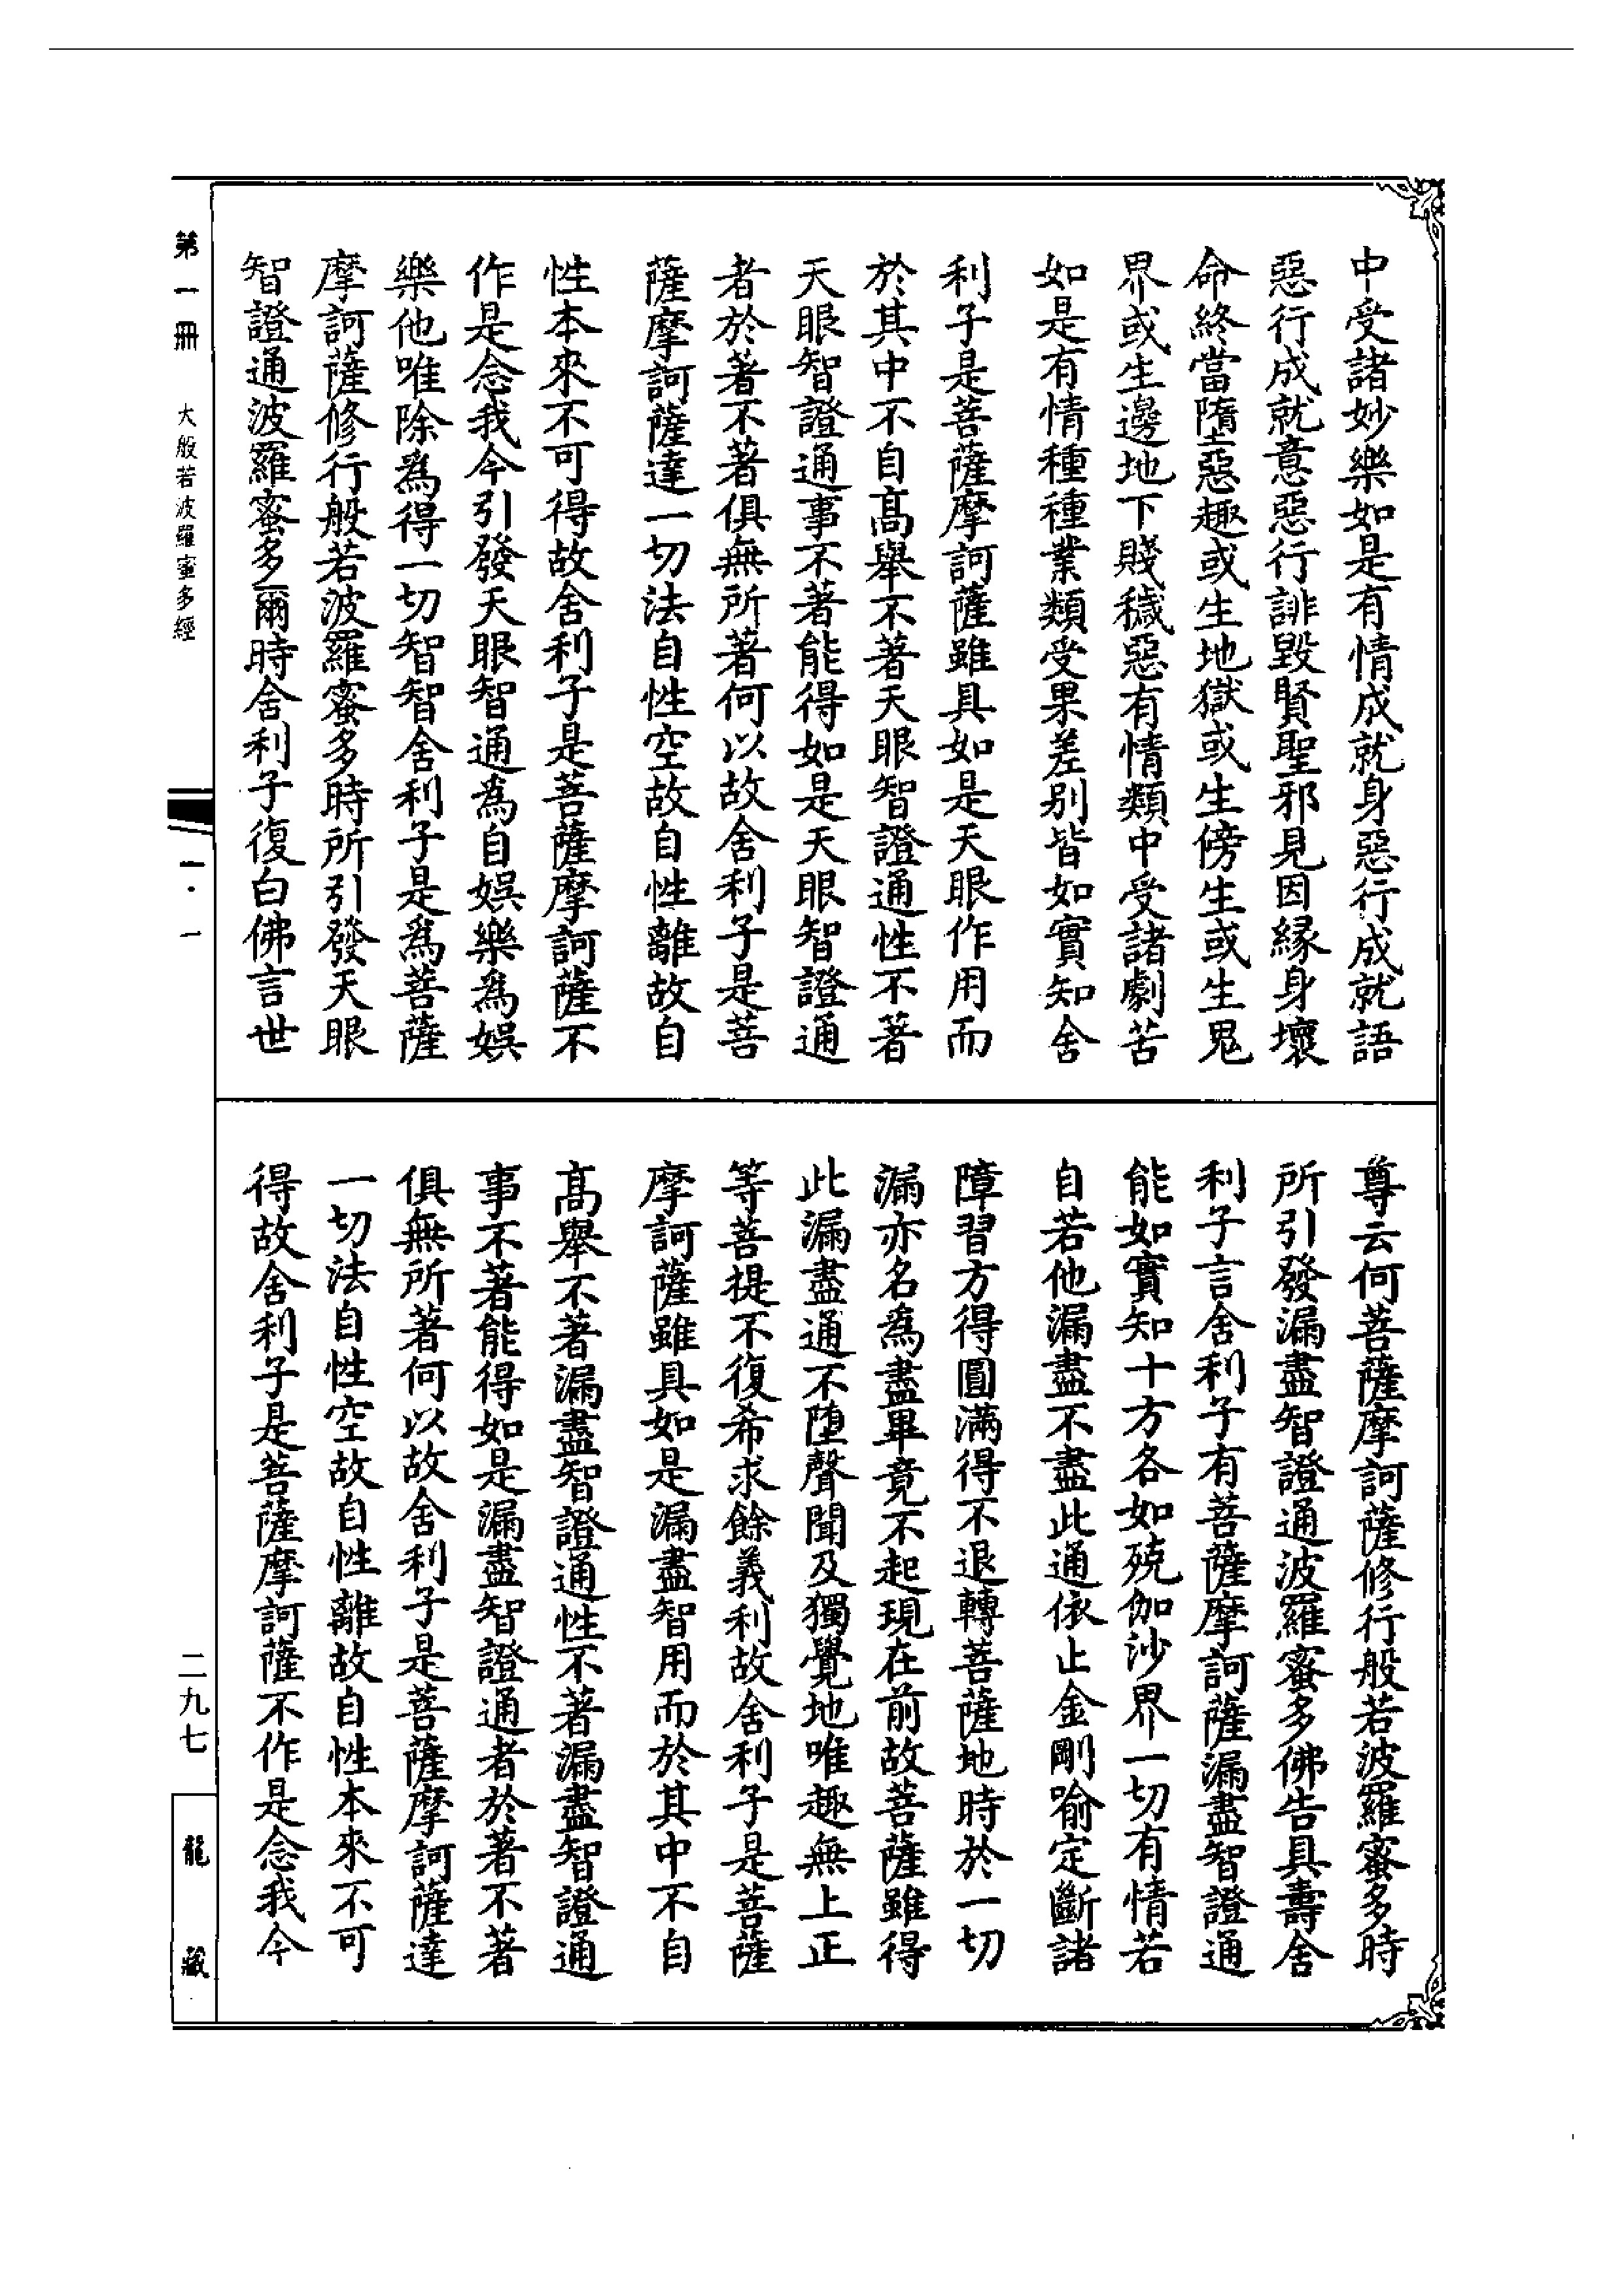 中受諸妙樂如是有情成就身惡行成就語
惡行成就意惡行誹毀賢聖邪見因緣身壞
命終當墮惡趣或生地獄或生傍生或生鬼
界或生邊地下賤穢惡有情類中受諸劇苦
如是有情種種業類受果差别皆如實知舍
利子是菩薩摩訶薩雖具如是天眼作用而
於其中不自高舉不著天眼智證通性不著
天眼智證通事不著能得如是天眼智證通
者於著不著俱無所著何以故舍利子是菩
薩摩訶薩達一切法自性空故自性離故自
性本來不可得故舍利子是菩薩摩訶薩不
作是念我今引發天眼智通為自娛樂為娛
樂他唯除為得一切智智舍利子是為菩薩
摩訶薩修行般若波羅蜜多時所引發天眼
智證通波羅蜜多爾時舍利子復白佛言世
尊云何菩薩摩訶薩修行般若波羅蜜多時
所引發漏盡智證通波羅蜜多佛告具壽舍
利子言舍利子有菩薩摩訶薩漏盡智證通
能如實知十方各如殑伽沙界一切有情若
自若他漏盡不盡此通依止金剛喻定斷諸
障習方得圓滿得不退轉菩薩地時於一切
漏亦名為盡畢竟不起現在前故菩薩雖得
此漏盡通不墮聲聞及獨覺地唯趣無上正
等菩提不復希求餘義利故舍利子是菩薩
摩訶薩雖具如是漏盡智用而於其中不自
高舉不著漏盡智證通性不著漏盡智證通
事不著能得如是漏盡智證通者於著不著
俱無所著何以故舍利子是菩薩摩訶薩達
一切法自性空故自性離故自性本來不可
得故舍利子是菩薩摩訶薩不作是念我今
第一冊 大般若波羅蜜多經 一·一 二九七 龍藏